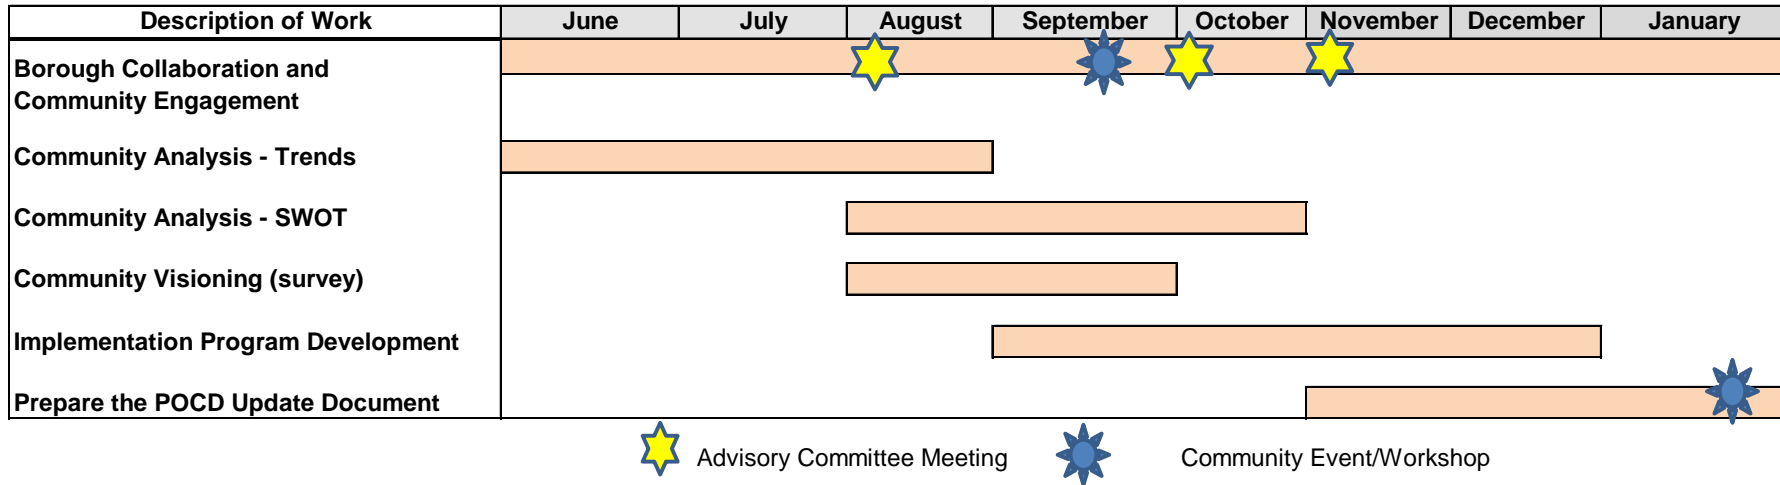 Description of Work June July August September October November December January
Borough Collaboration and
Community Engagement
Community Analysis - Trends
Community Analysis - SWOT
Community Visioning (survey)
Implementation Program Development
Prepare the POCD Update Document
Advisory Committee Meeting Community Event/Workshop